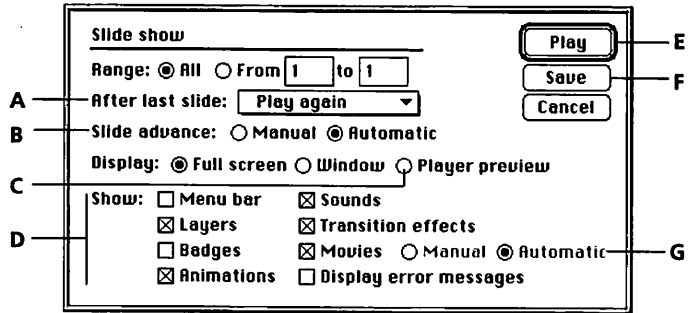 Slide show
Play
E
Range: All From 1 to 1
Save
F
A
After last slide: Play again
Cancel
B
Slide advance: Manual Automatic
Display: Full screen Window Player preview
C
Show: Menu bar Sounds
D
Layers Transition effects
Badges Movies Manual Automatic
G
Animations Display error messages